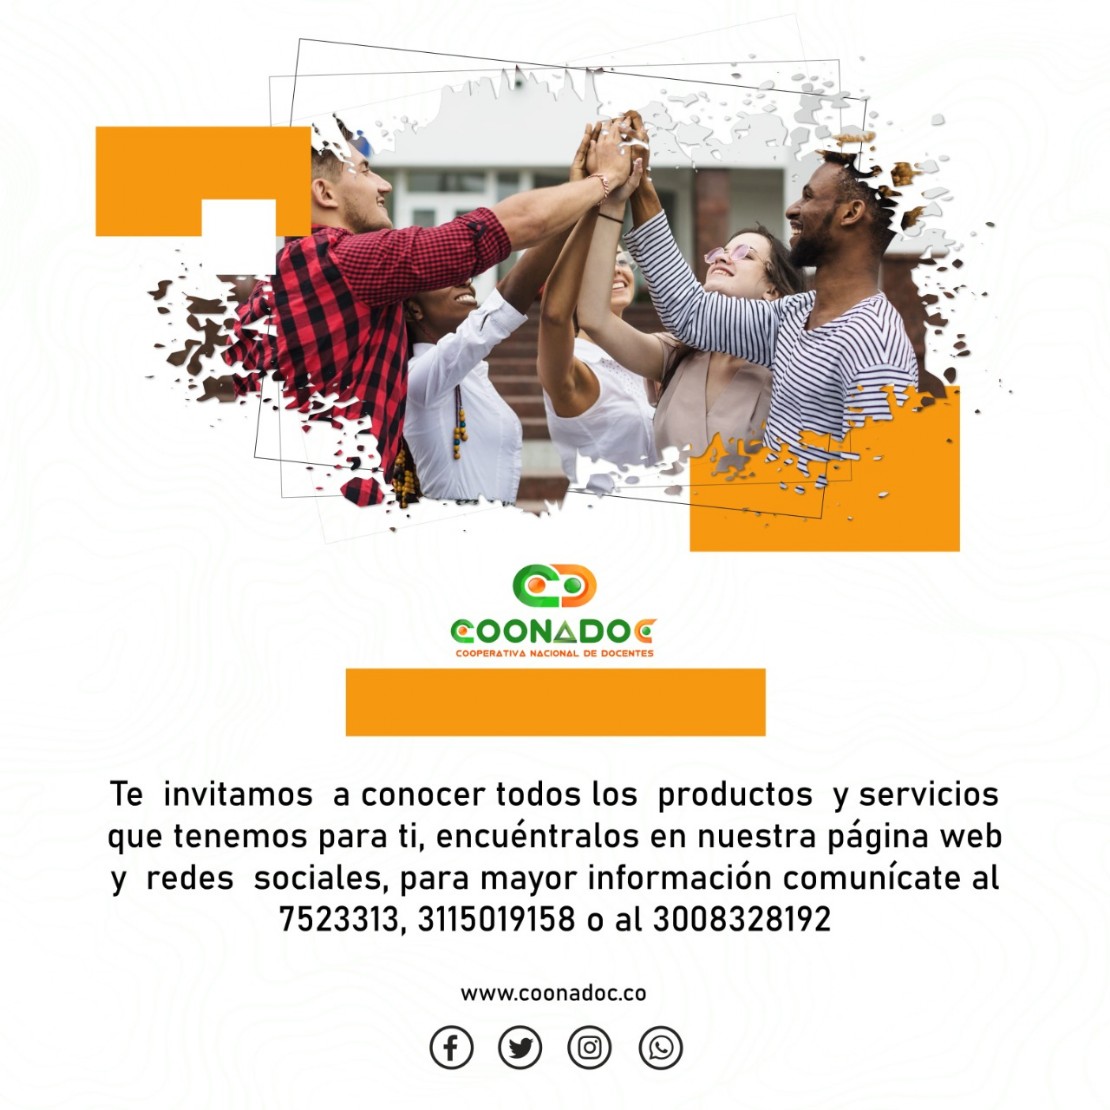 COONADOC
COOPERATIVA NACIONAL DE DOCENTES
Te invitamos a conocer todos los productos y servicios
que tenemos para ti, encuéntralos en nuestra página web
y redes sociales, para mayor información comunícate al
7523313, 3115019158 o al 3008328192
www.coonadoc.co